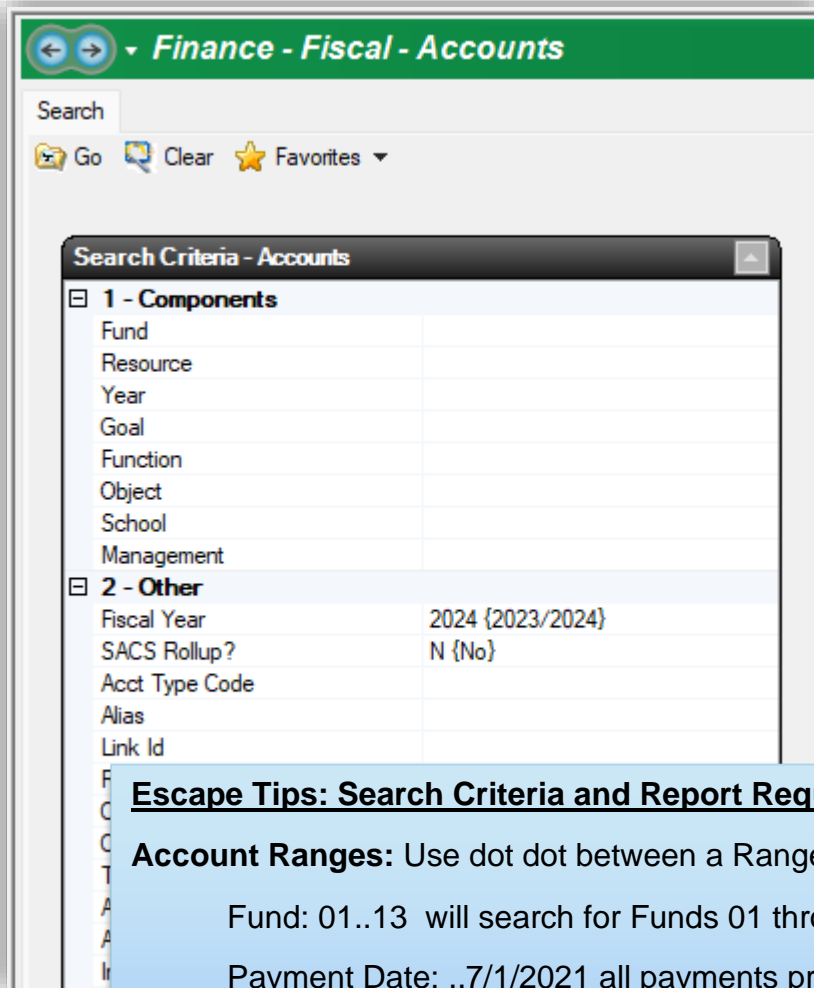 Finance - Fiscal - Accounts
Search
Go Clear Favorites
Search Criteria - Accounts
1 - Components
Fund
Resource
Year
Goal
Function
Object
School
Management
2 - Other
Fiscal Year 2024 {2023/2024}
SACS Rollup? N {No}
Acct Type Code
Alias
Link Id
Escape Tips: Search Criteria and Report Req
Account Ranges: Use dot dot between a Range
Fund: 01..13 will search for Funds 01 thr
Payment Date: ..7/1/2021 all payments pr